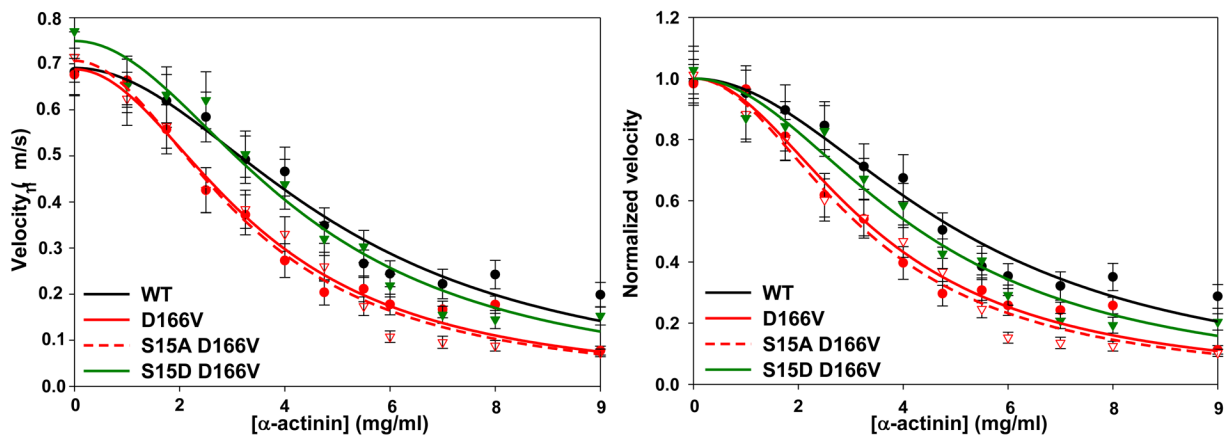 0.8
0.7
0.6
0.5
0.4
0.3
0.2
0.1
0.0
Velocity ( m/s)
WT
D166V
S15A D166V
S15D D166V
0 2 4 6 8 9
[α-actinin] (mg/ml)
1.2
1.0
0.8
0.6
0.4
0.2
0.0
Normalized velocity
WT
D166V
S15A D166V
S15D D166V
0 2 4 6 8 9
[α-actinin] (mg/ml)